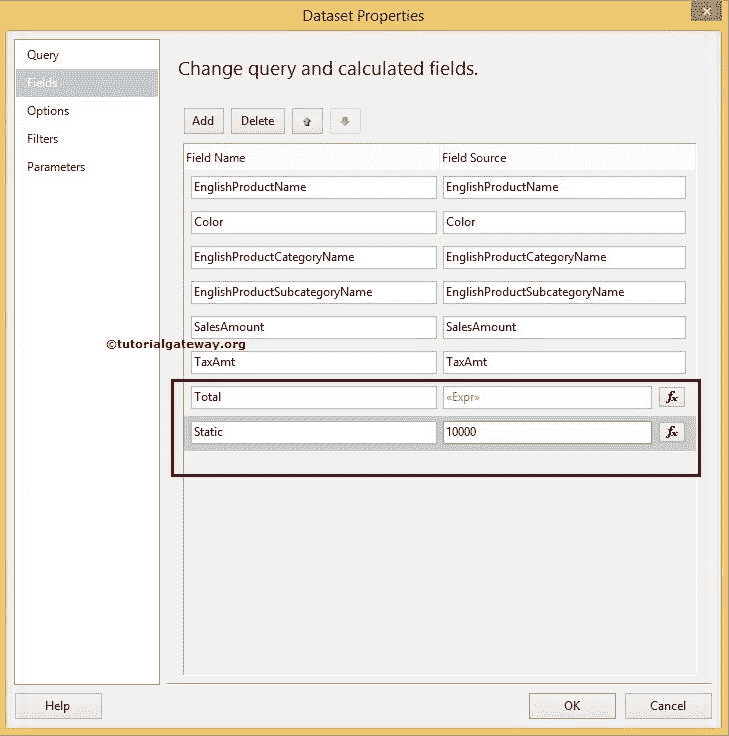 Dataset Properties
Query
Fields
Options
Filters
Parameters
Change query and calculated fields.
Add Delete
Field Name Field Source
EnglishProductName EnglishProductName
Color Color
EnglishProductCategoryName EnglishProductCategoryName
EnglishProductSubcategoryName EnglishProductSubcategoryName
SalesAmount SalesAmount
©tutorialgateway.org
TaxAmt TaxAmt
Total «Expr» fx
Static 10000 fx
Help OK Cancel